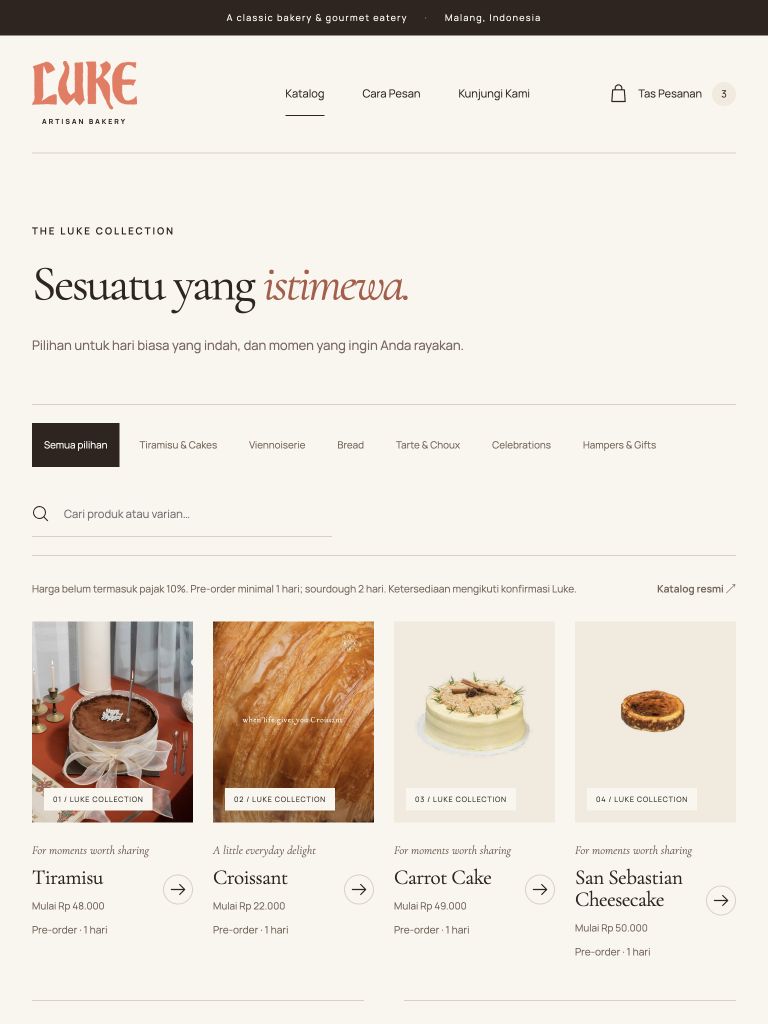 A classic bakery & gourmet eatery · Malang, Indonesia
LUKE
ARTISAN BAKERY
Katalog
Cara Pesan
Kunjungi Kami
Tas Pesanan 3
THE LUKE COLLECTION
Sesuatu yang istimewa.
Pilihan untuk hari biasa yang indah, dan momen yang ingin Anda rayakan.
Semua pilihan
Tiramisu & Cakes
Viennoiserie
Bread
Tarte & Choux
Celebrations
Hampers & Gifts
Cari produk atau varian...
Harga belum termasuk pajak 10%. Pre-order minimal 1 hari; sourdough 2 hari. Ketersediaan mengikuti konfirmasi Luke.
Katalog resmi ↗
01 / LUKE COLLECTION
For moments worth sharing
Tiramisu
Mulai Rp 48.000
Pre-order · 1 hari
when life gives you Croissant
02 / LUKE COLLECTION
A little everyday delight
Croissant
Mulai Rp 22.000
Pre-order · 1 hari
03 / LUKE COLLECTION
For moments worth sharing
Carrot Cake
Mulai Rp 49.000
Pre-order · 1 hari
04 / LUKE COLLECTION
For moments worth sharing
San Sebastian
Cheesecake
Mulai Rp 50.000
Pre-order · 1 hari